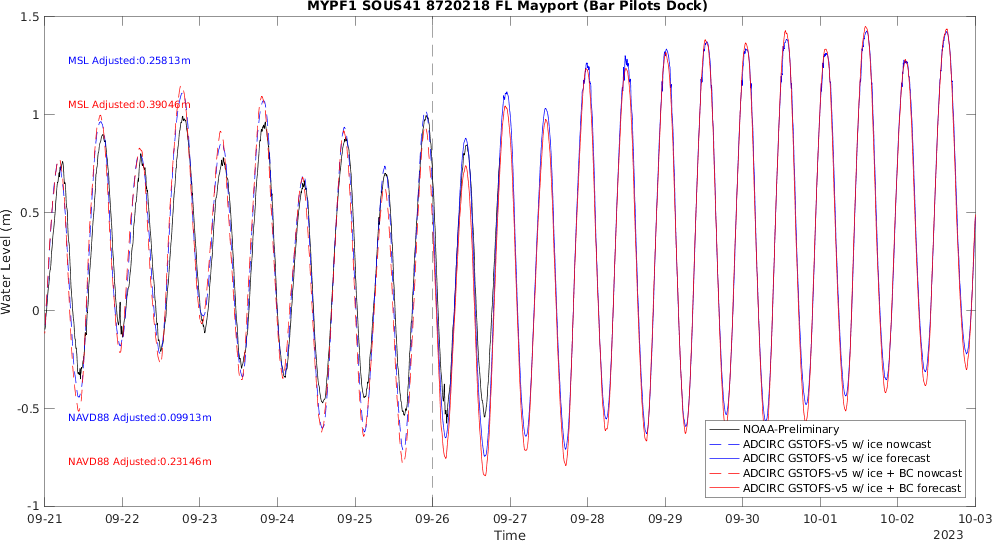 MYPF1 SOUS41 8720218 FL Mayport (Bar Pilots Dock)
1.5
MSL Adjusted:0.25813m
MSL Adjusted:0.39046m
1
0.5
Water Level (m)
0
-0.5
NAVD88 Adjusted:0.09913m
NAVD88 Adjusted:0.23146m
-1
NOAA-Preliminary
ADCIRC GSTOFS-v5 w/ ice nowcast
ADCIRC GSTOFS-v5 w/ ice forecast
ADCIRC GSTOFS-v5 w/ ice + BC nowcast
ADCIRC GSTOFS-v5 w/ ice + BC forecast
09-21 09-22 09-23 09-24 09-25 09-26 09-27 09-28 09-29 09-30 10-01 10-02 10-03
Time 2023